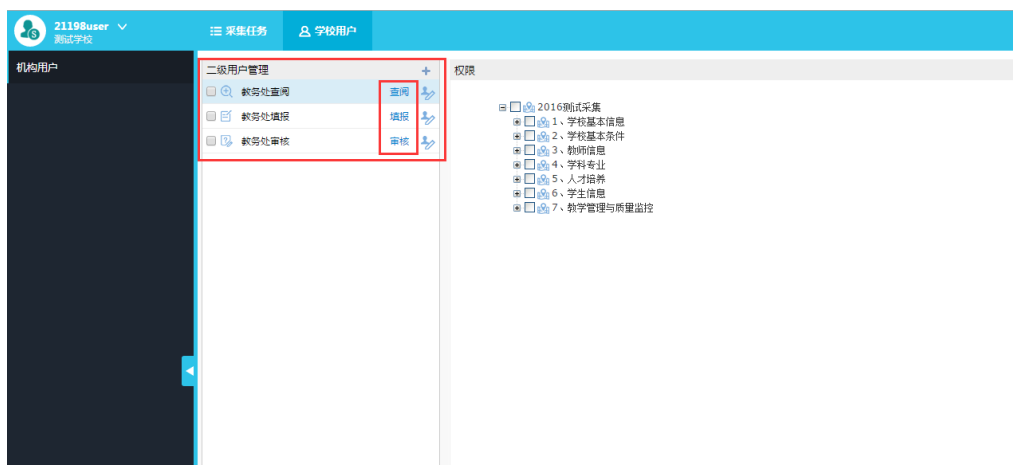 21198user
测试学校
采集任务
学校用户
机构用户
二级用户管理
教务处查阅 查阅
教务处填报 填报
教务处审核 审核
权限
2016测试采集
1、学校基本信息
2、学校基本条件
3、教师信息
4、学科专业
5、人才培养
6、学生信息
7、教学管理与质量监控